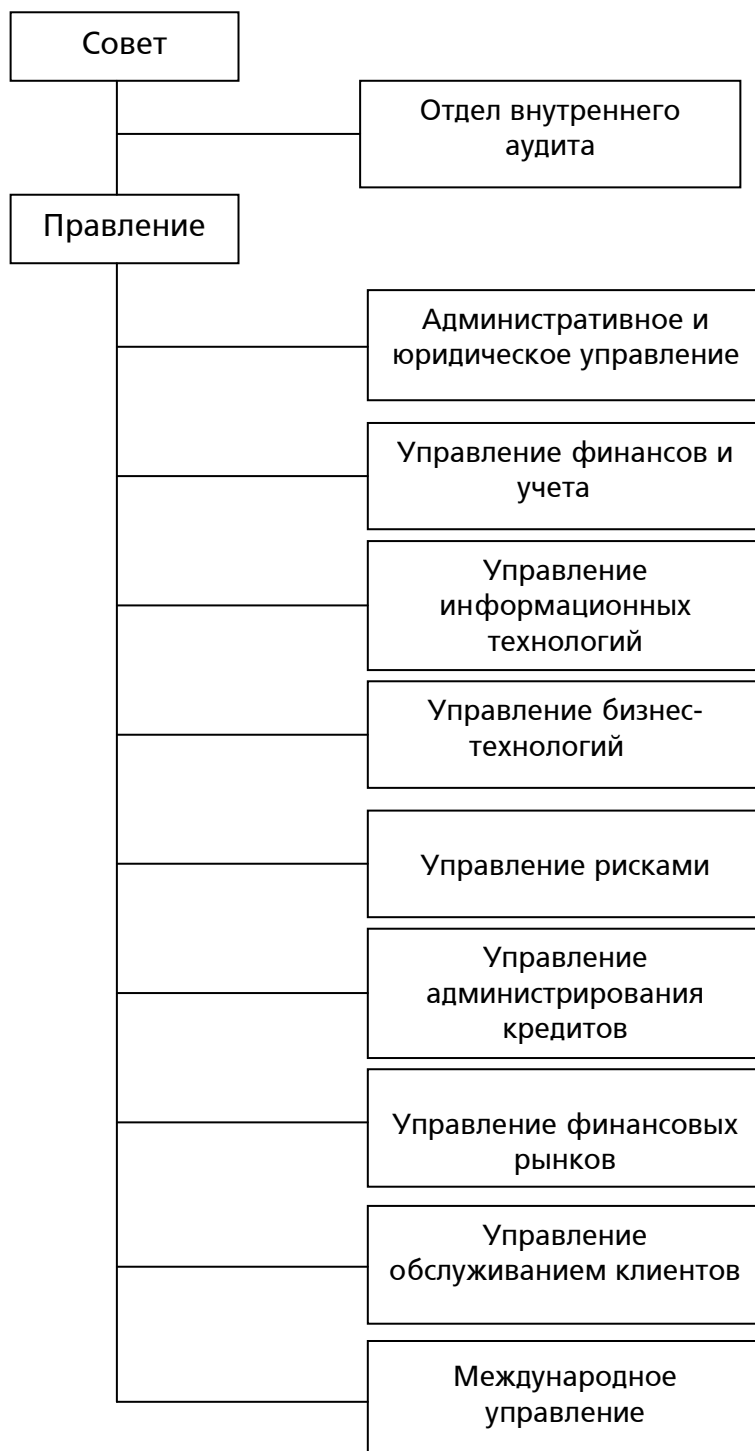 Совет
Отдел внутреннего
аудита
Правление
Административное и
юридическое управление
Управление финансов и
учета
Управление
информационных
технологий
Управление бизнес-
технологий
Управление рисками
Управление
администрирования
кредитов
Управление финансовых
рынков
Управление
обслуживанием клиентов
Международное
управление